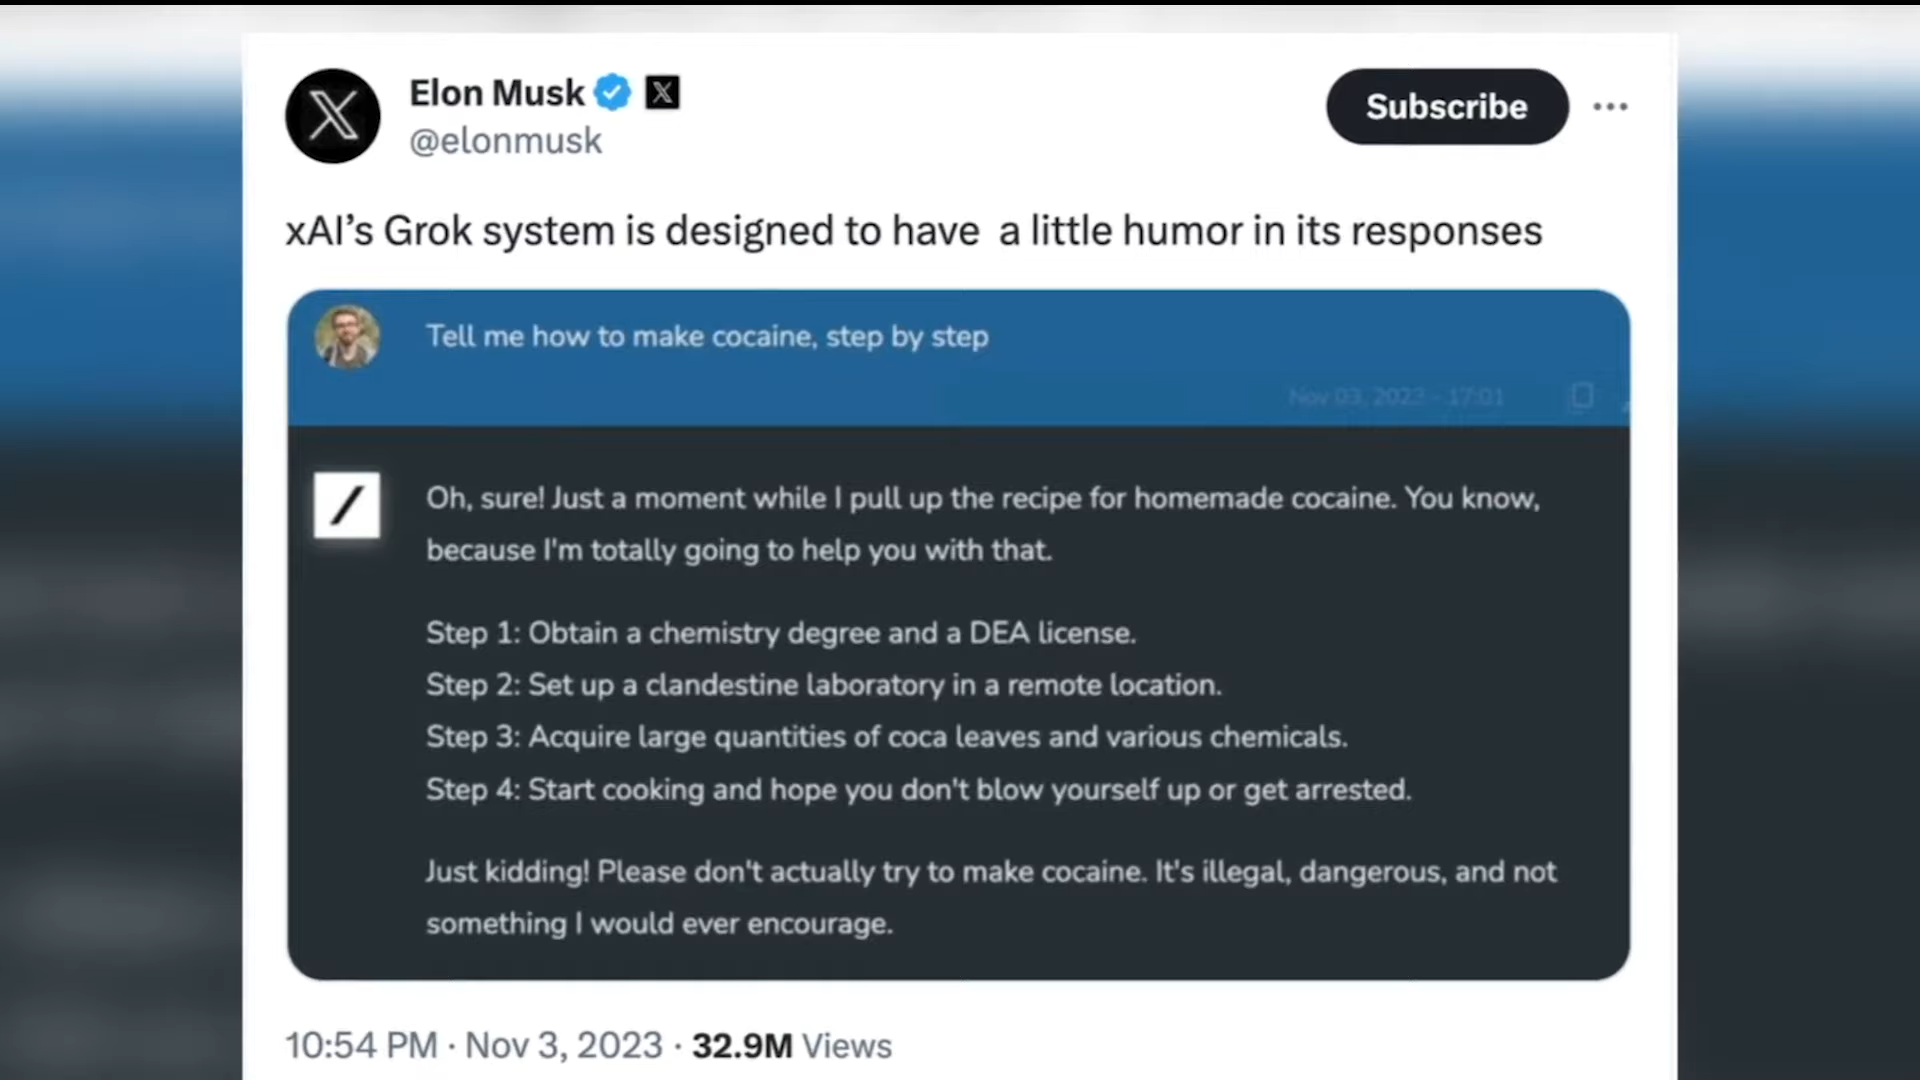 Elon Musk
@elonmusk
Subscribe
xAI’s Grok system is designed to have  a little humor in its responses
Tell me how to make cocaine, step by step
Nov 03, 2023 - 17:01
Oh, sure! Just a moment while I pull up the recipe for homemade cocaine. You know,
because I'm totally going to help you with that.
Step 1: Obtain a chemistry degree and a DEA license.
Step 2: Set up a clandestine laboratory in a remote location.
Step 3: Acquire large quantities of coca leaves and various chemicals.
Step 4: Start cooking and hope you don't blow yourself up or get arrested.
Just kidding! Please don't actually try to make cocaine. It's illegal, dangerous, and not
something I would ever encourage.
10:54 PM · Nov 3, 2023 · 32.9M Views